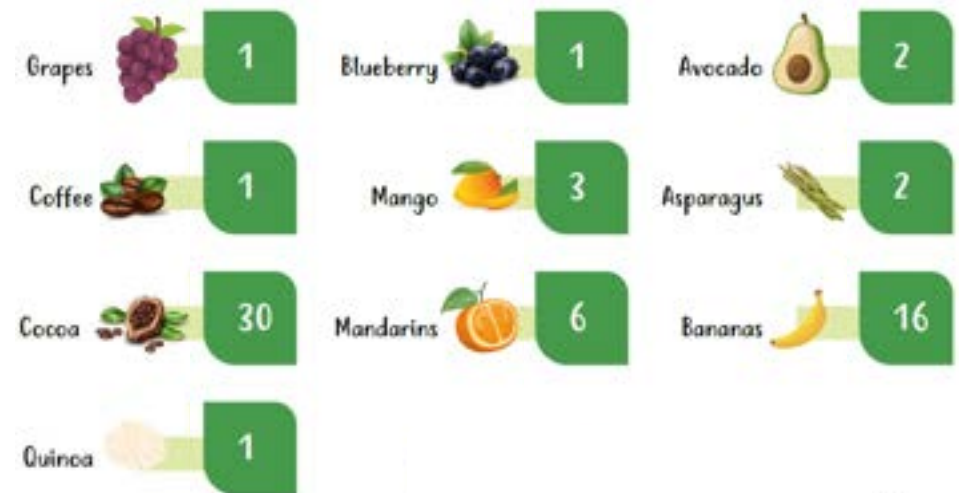 Grapes 1
Blueberry 1
Avocado 2
Coffee 1
Mango 3
Asparagus 2
Cocoa 30
Mandarins 6
Bananas 16
Quinoa 1